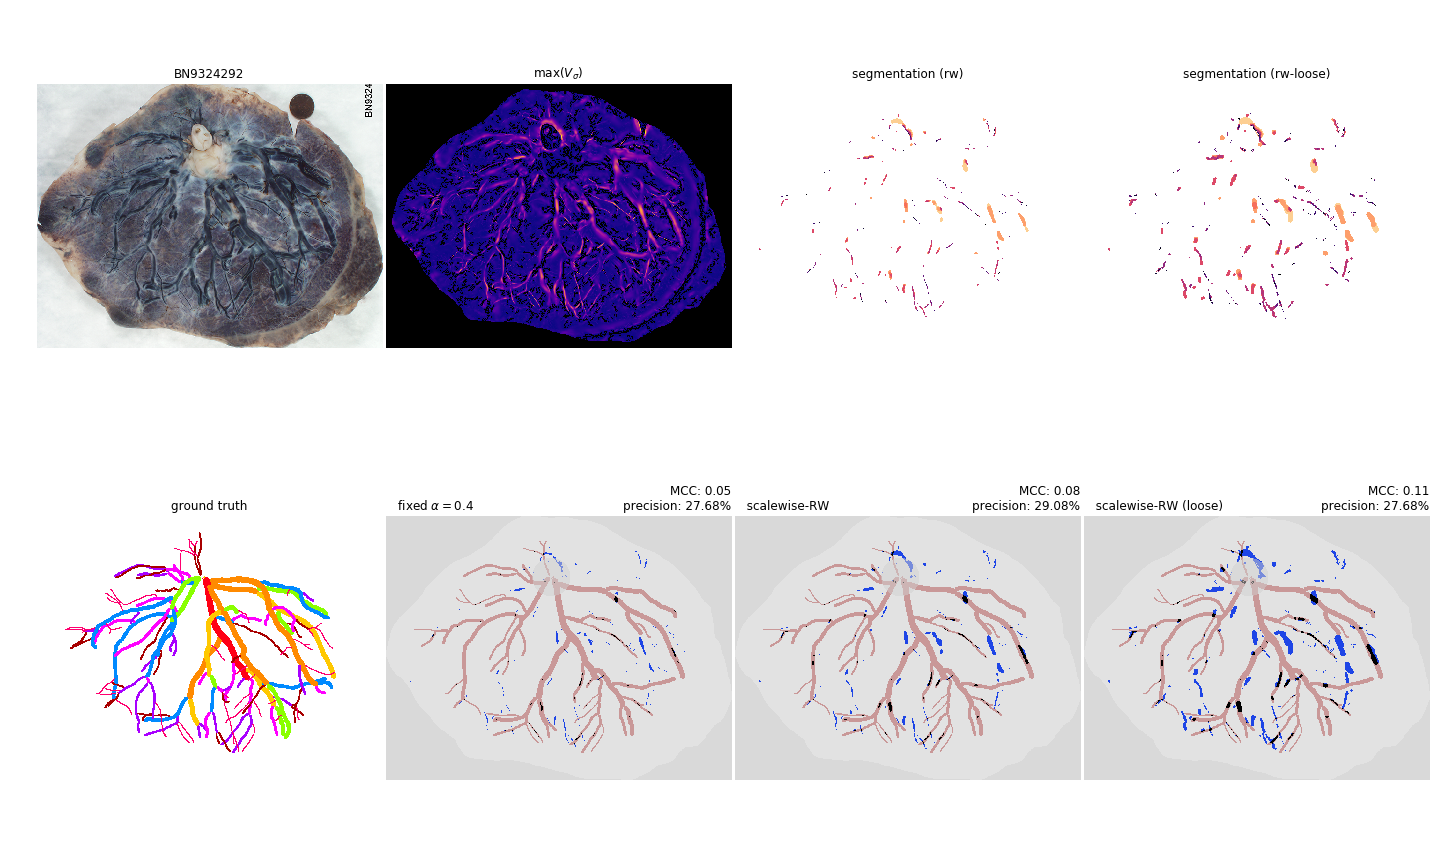 BN9324292
max(Vσ)
segmentation (rw)
segmentation (rw-loose)
BN9324
ground truth
fixed α = 0.4
MCC: 0.05
precision: 27.68%
scalewise-RW
MCC: 0.08
precision: 29.08%
scalewise-RW (loose)
MCC: 0.11
precision: 27.68%